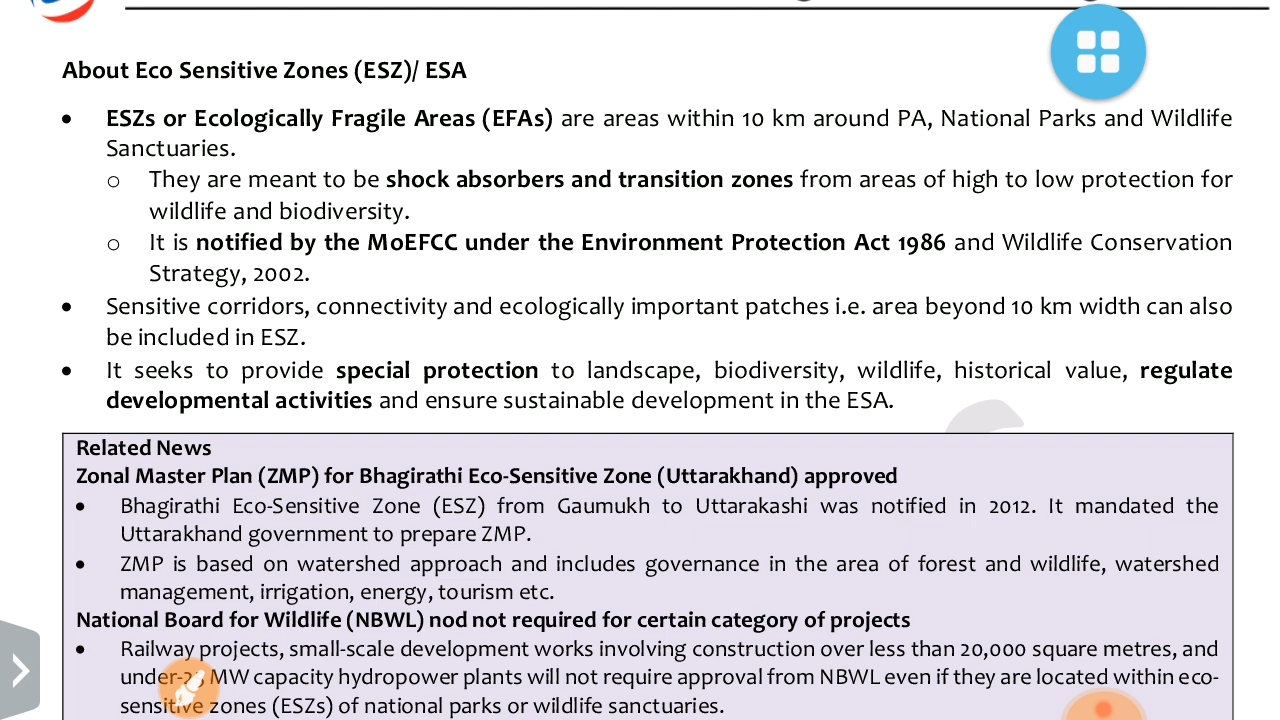 About Eco Sensitive Zones (ESZ)/ ESA
• ESZs or Ecologically Fragile Areas (EFAs) are areas within 10 km around PA, National Parks and Wildlife
Sanctuaries.
o They are meant to be shock absorbers and transition zones from areas of high to low protection for
wildlife and biodiversity.
o It is notified by the MoEFCC under the Environment Protection Act 1986 and Wildlife Conservation
Strategy, 2002.
• Sensitive corridors, connectivity and ecologically important patches i.e. area beyond 10 km width can also
be included in ESZ.
• It seeks to provide special protection to landscape, biodiversity, wildlife, historical value, regulate
developmental activities and ensure sustainable development in the ESA.
Related News
Zonal Master Plan (ZMP) for Bhagirathi Eco-Sensitive Zone (Uttarakhand) approved
• Bhagirathi Eco-Sensitive Zone (ESZ) from Gaumukh to Uttarakashi was notified in 2012. It mandated the
Uttarakhand government to prepare ZMP.
• ZMP is based on watershed approach and includes governance in the area of forest and wildlife, watershed
management, irrigation, energy, tourism etc.
National Board for Wildlife (NBWL) nod not required for certain category of projects
• Railway projects, small-scale development works involving construction over less than 20,000 square metres, and
MW capacity hydropower plants will not require approval from NBWL even if they are located within eco-
sensitive zones (ESZs) of national parks or wildlife sanctuaries.